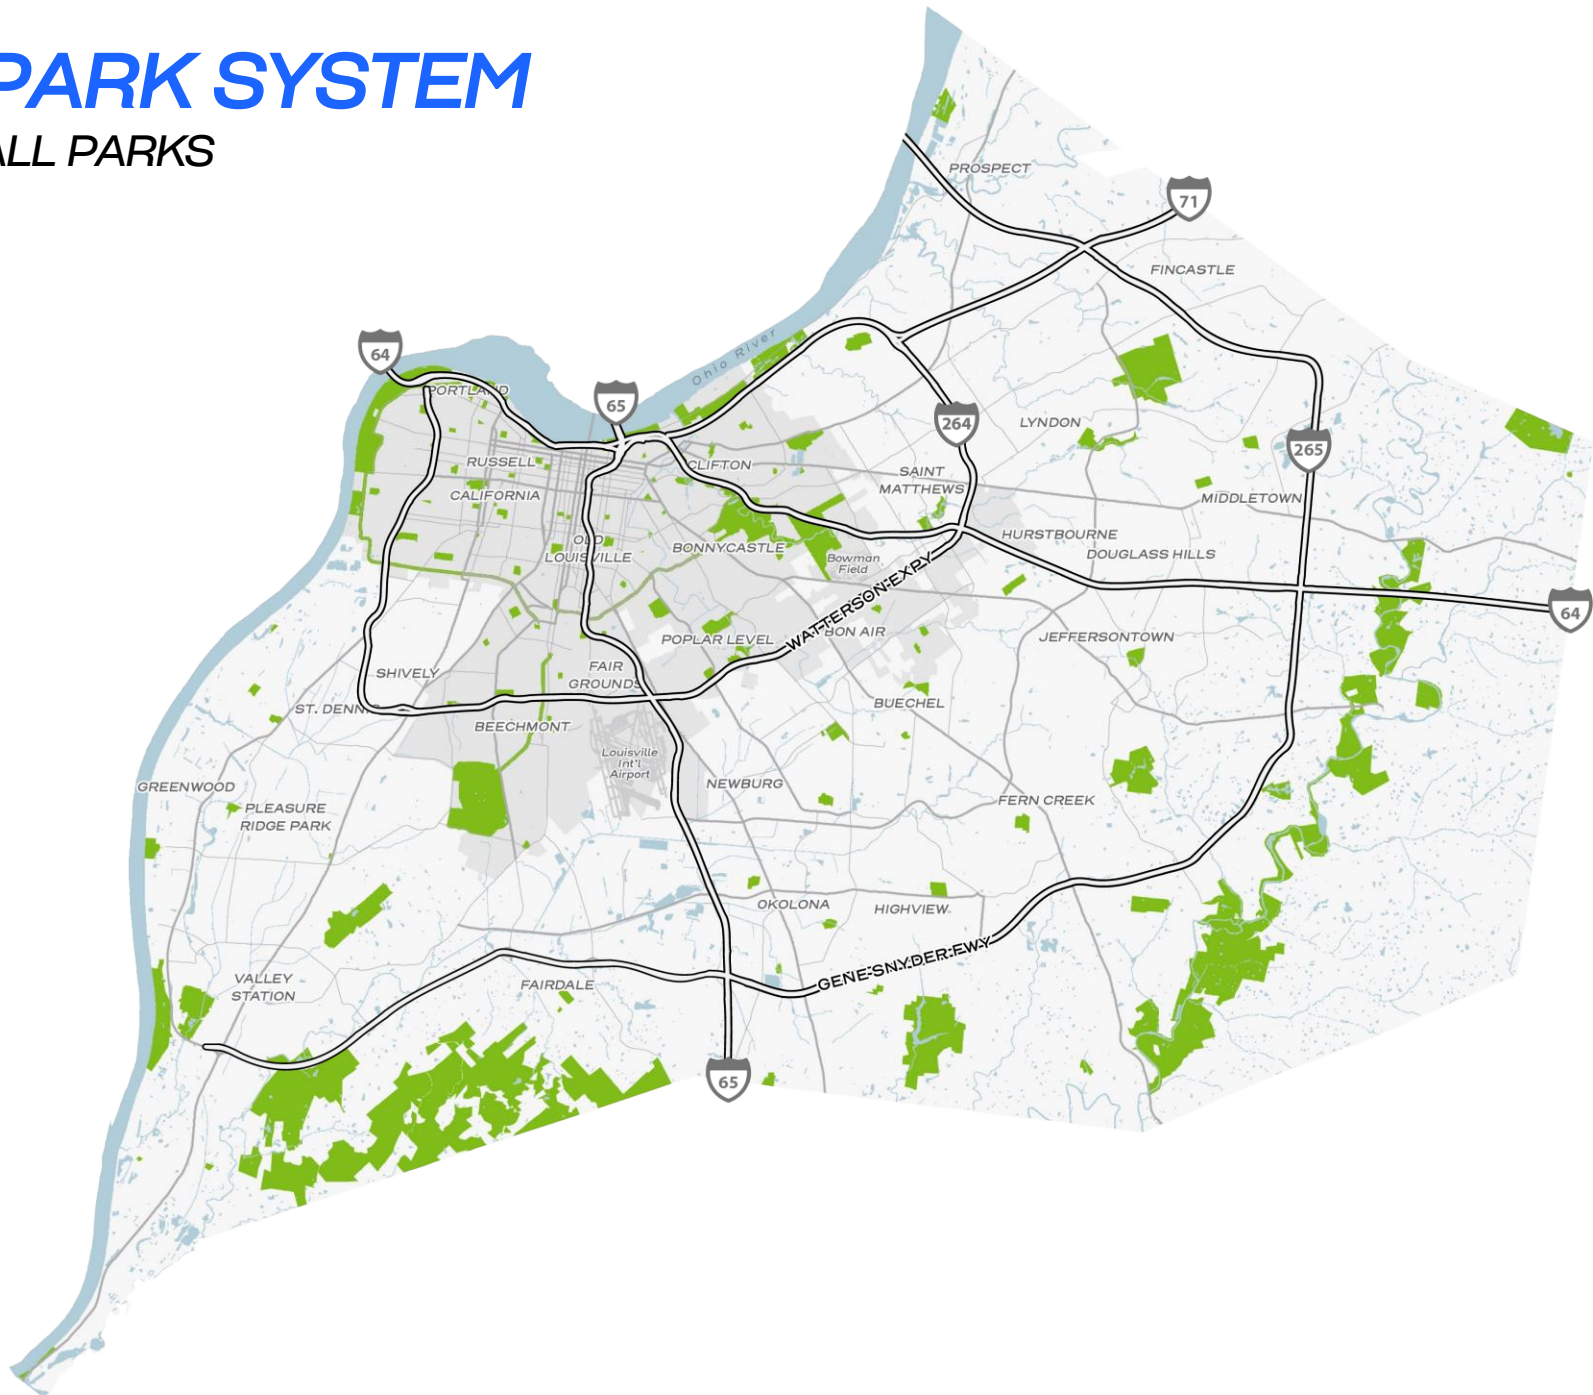 PARK SYSTEM
ALL PARKS
PROSPECT
71
FINCASTLE
Ohio River
64
PORTLAND
65
264
LYNDON
265
RUSSELL
CLIFTON
SAINT
MATTHEWS
CALIFORNIA
MIDDLETOWN
OLD
LOUISVILLE
BONNYCASTLE
HURSTBOURNE
DOUGLASS HILLS
Bowman
Field
WATTERSON EXPY
64
POPLAR LEVEL
BON AIR
JEFFERSONTOWN
SHIVELY
FAIR
GROUNDS
ST. DENNIS
BUECHEL
BEECHMONT
Louisville
Int'l
Airport
GREENWOOD
NEWBURG
PLEASURE
RIDGE PARK
FERN CREEK
OKOLONA
HIGHVIEW
VALLEY
STATION
FAIRDALE
GENE SNYDER FWY
65